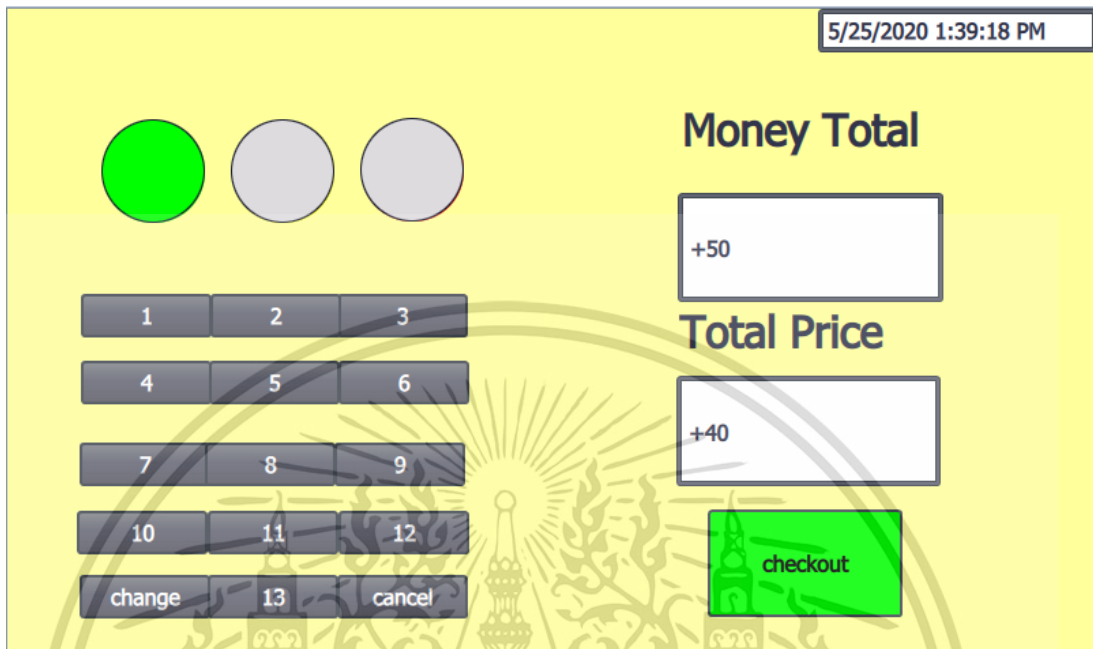 5/25/2020 1:39:18 PM
Money Total
+50
1 2 3
Total Price
4 5 6
+40
7 8 9
10 11 12
checkout
change 13 cancel